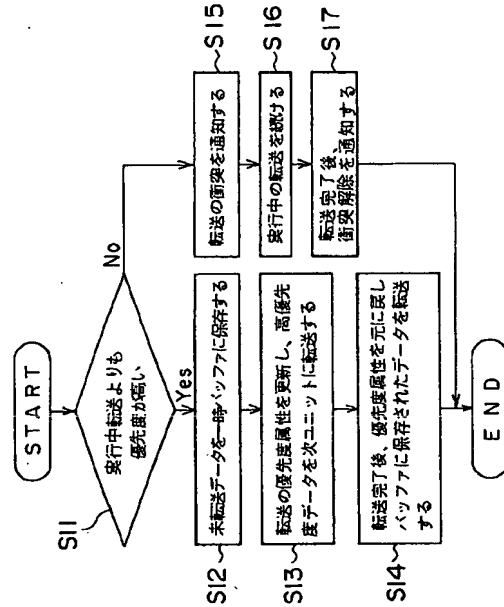 START
S11
実行中転送よりも
優先度が高い
Yes
No
S12
未転送データを一時バッファに保存する
S13
転送の優先度属性を更新し、高優先
度データを次ユニットに転送する
S14
転送完了後、優先度属性を元に戻し
バッファに保存されたデータを転送
する
S15
転送の衝突を通知する
S16
実行中の転送を続ける
S17
転送完了後、
衝突解除を通知する
END